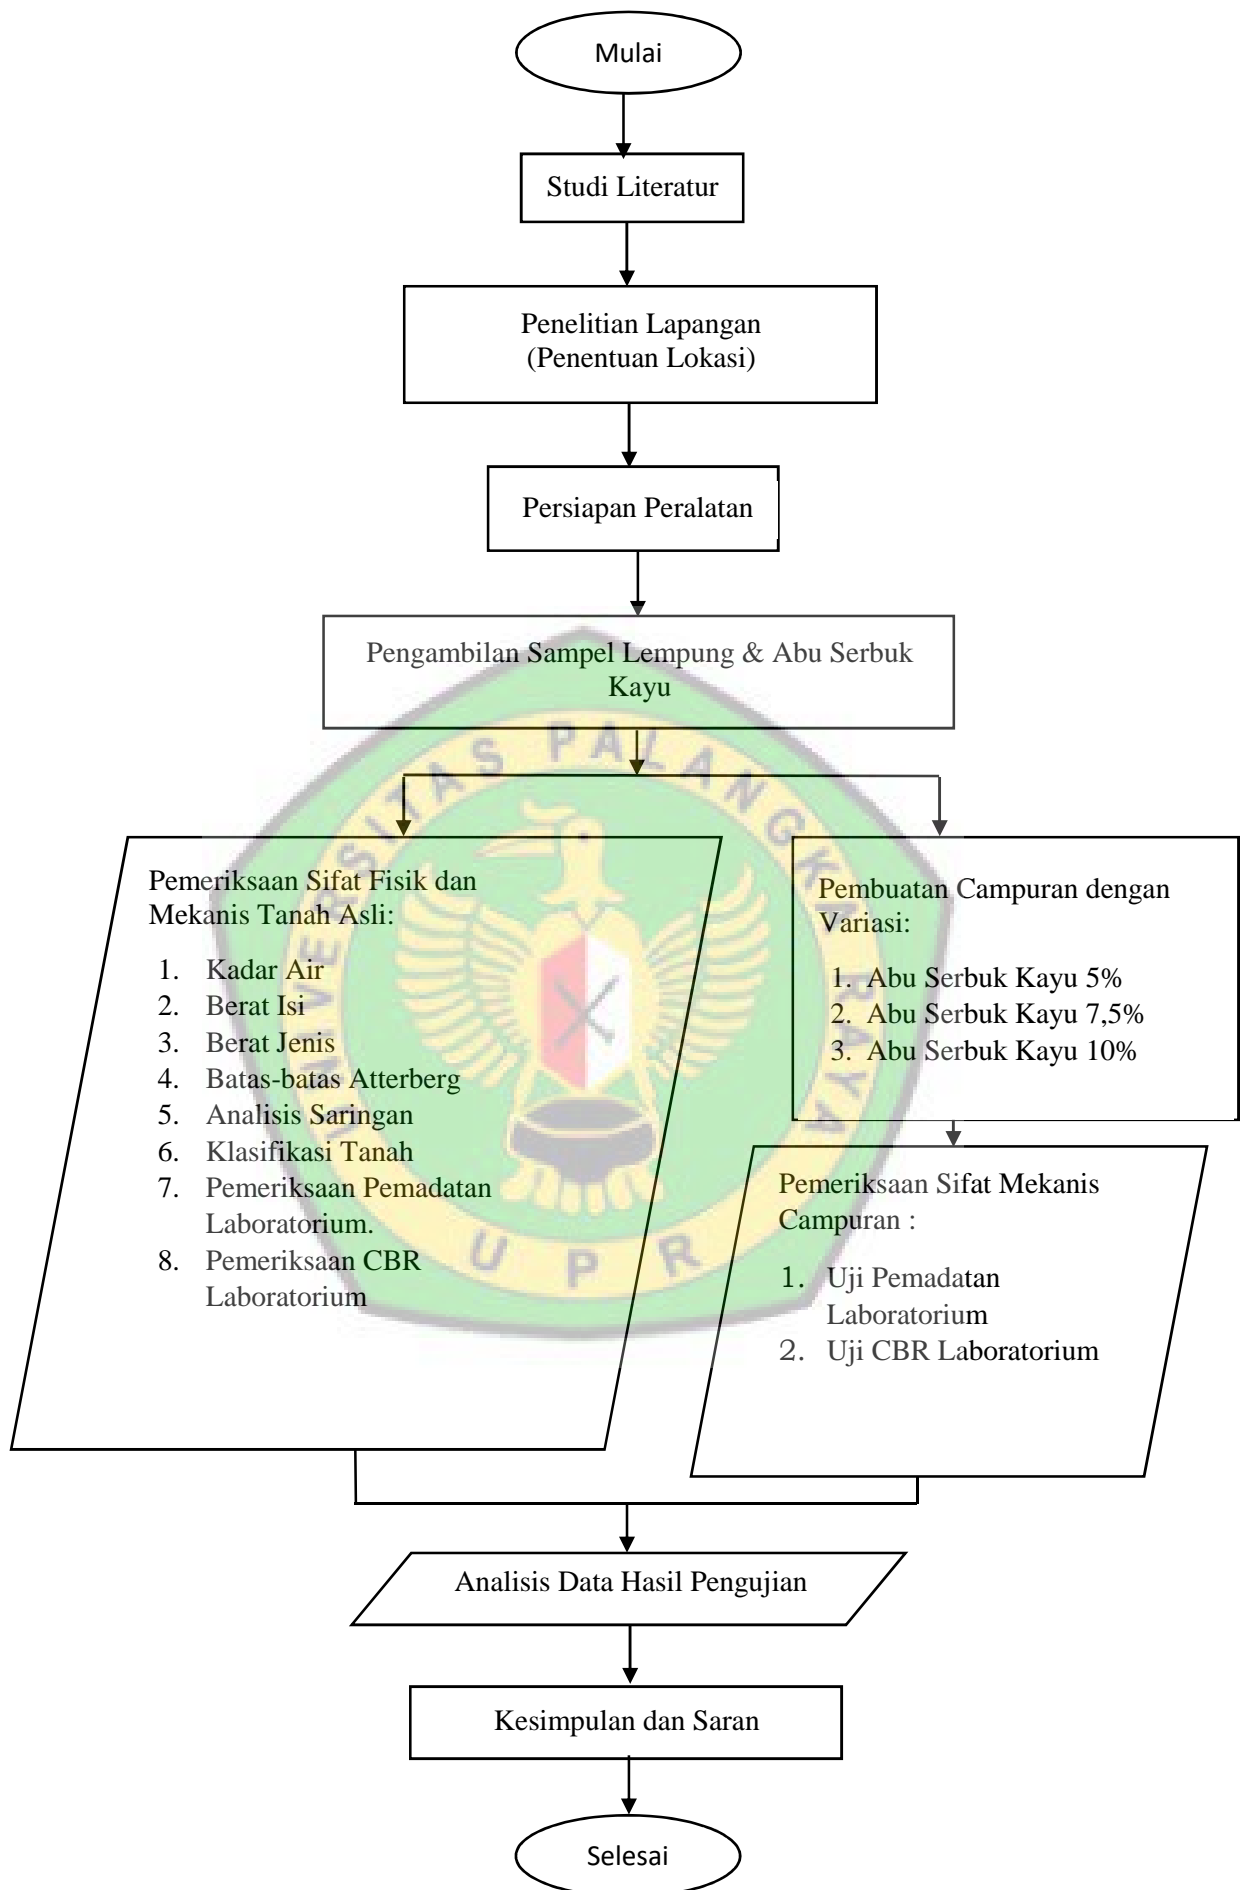 Mulai
Studi Literatur
Penelitian Lapangan
(Penentuan Lokasi)
Persiapan Peralatan
Pengambilan Sampel Lempung & Abu Serbuk
Kayu
UNIVERSITAS PALANGKA RAYA
UPR
Pemeriksaan Sifat Fisik dan
Mekanis Tanah Asli:
1. Kadar Air
2. Berat Isi
3. Berat Jenis
4. Batas-batas Atterberg
5. Analisis Saringan
6. Klasifikasi Tanah
7. Pemeriksaan Pemadatan
Laboratorium.
8. Pemeriksaan CBR
Laboratorium
Pembuatan Campuran dengan
Variasi:
1. Abu Serbuk Kayu 5%
2. Abu Serbuk Kayu 7,5%
3. Abu Serbuk Kayu 10%
Pemeriksaan Sifat Mekanis
Campuran :
1. Uji Pemadatan
Laboratorium
2. Uji CBR Laboratorium
Analisis Data Hasil Pengujian
Kesimpulan dan Saran
Selesai